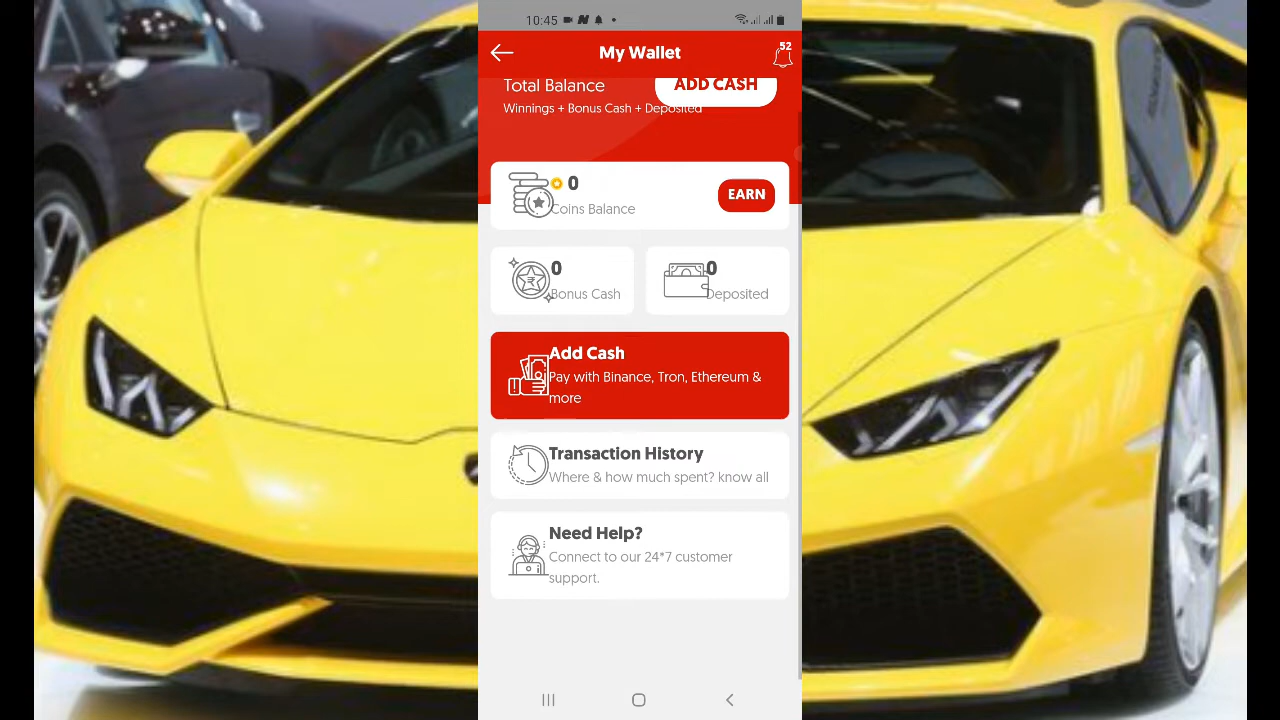 10:45
My Wallet
52
Total Balance
ADD CASH
Winnings + Bonus Cash + Deposited
0
Coins Balance
EARN
0
Bonus Cash
0
Deposited
Add Cash
Pay with Binance, Tron, Ethereum &
more
Transaction History
Where & how much spent? know all
Need Help?
Connect to our 24*7 customer
support.